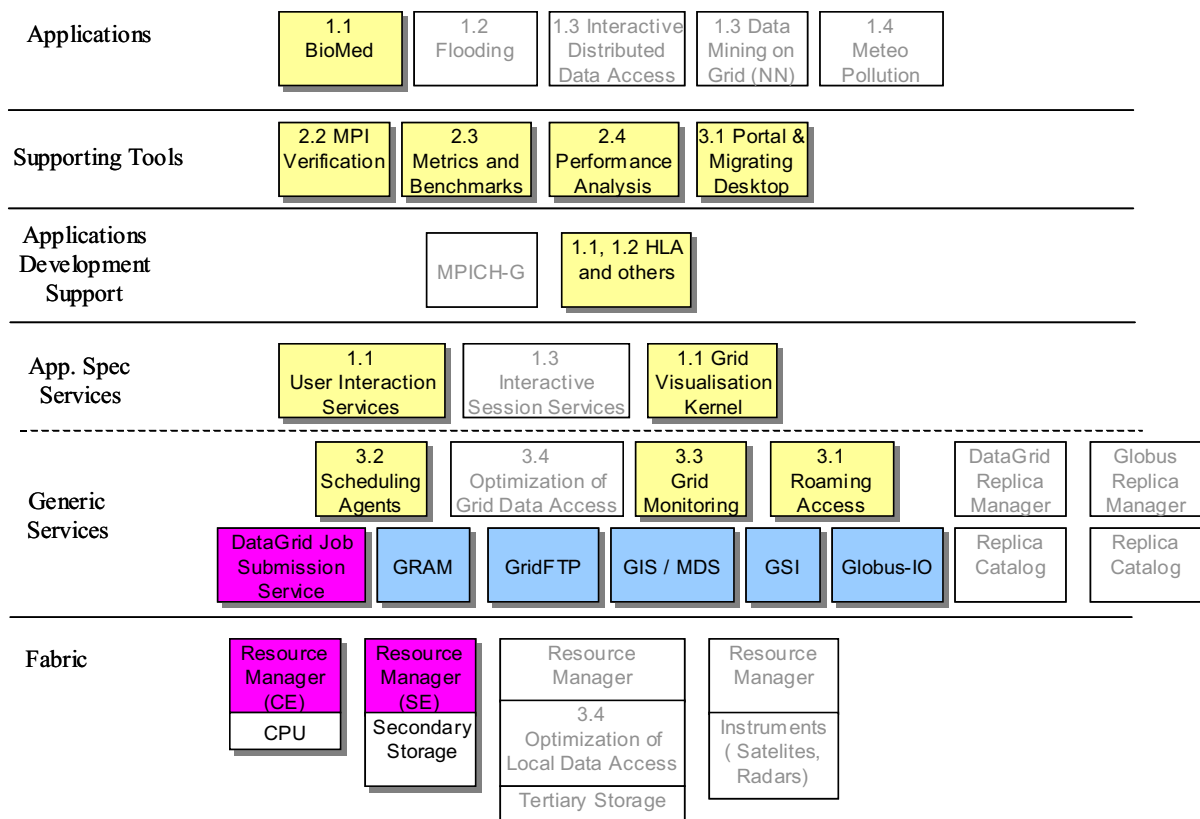 Applications
1.1
BioMed
1.2
Flooding
1.3 Interactive
Distributed
Data Access
1.3 Data
Mining on
Grid (NN)
1.4
Meteo
Pollution
Supporting Tools
2.2 MPI
Verification
2.3
Metrics and
Benchmarks
2.4
Performance
Analysis
3.1 Portal &
Migrating
Desktop
Applications
Development
Support
MPICH-G
1.1, 1.2 HLA
and others
App. Spec
Services
1.1
User Interaction
Services
1.3
Interactive
Session Services
1.1 Grid
Visualisation
Kernel
Generic
Services
3.2
Scheduling
Agents
3.4
Optimization of
Grid Data Access
3.3
Grid
Monitoring
3.1
Roaming
Access
DataGrid
Replica
Manager
Globus
Replica
Manager
DataGrid Job
Submission
Service
GRAM
GridFTP
GIS / MDS
GSI
Globus-IO
Replica
Catalog
Replica
Catalog
Fabric
Resource
Manager
(CE)
CPU
Resource
Manager
(SE)
Secondary
Storage
Resource
Manager
3.4
Optimization of
Local Data Access
Tertiary Storage
Resource
Manager
Instruments
( Satelites,
Radars)